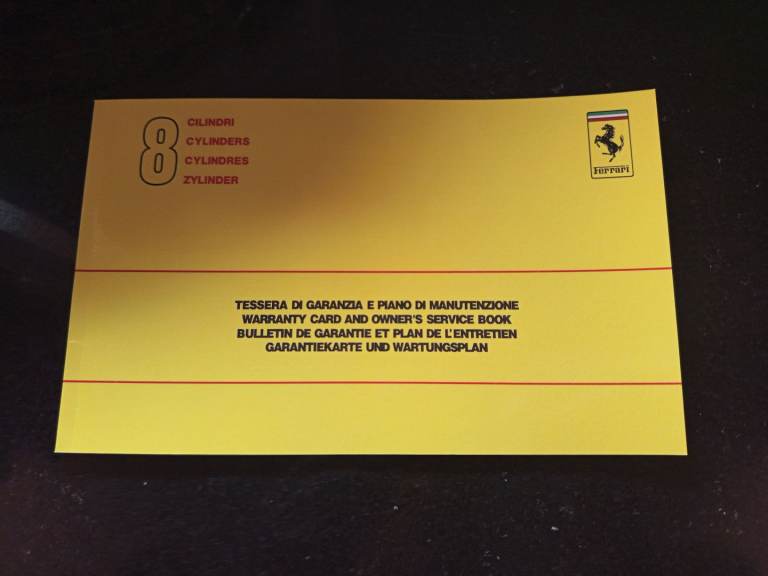 8
CILINDRI
CYLINDERS
CYLINDRES
ZYLINDER
Ferrari
TESSERA DI GARANZIA E PIANO DI MANUTENZIONE
WARRANTY CARD AND OWNER'S SERVICE BOOK
BULLETIN DE GARANTIE ET PLAN DE L'ENTRETIEN
GARANTIEKARTE UND WARTUNGSPLAN